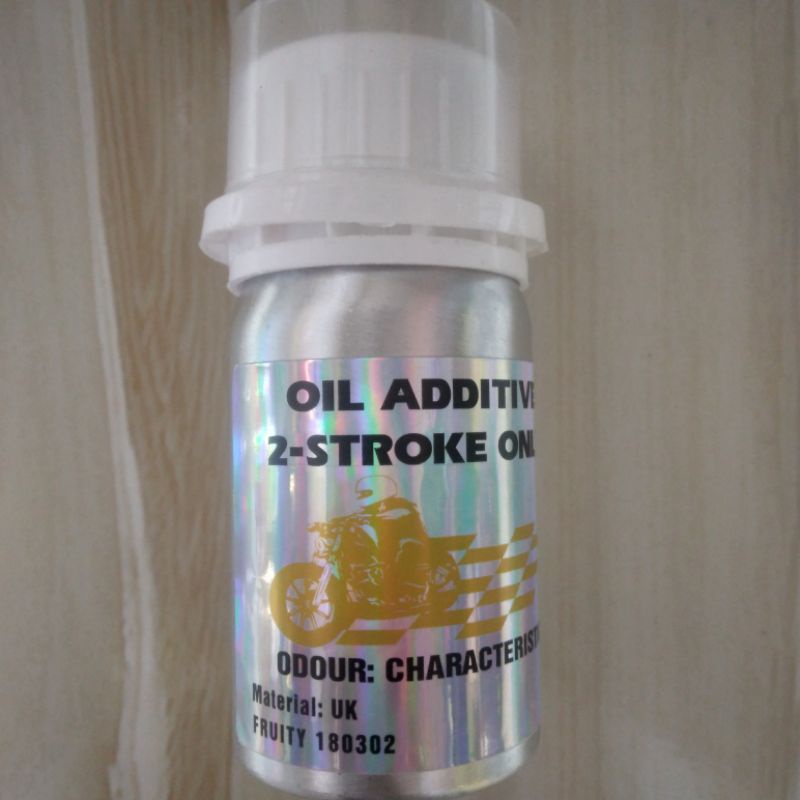 OIL ADDITIVE
2-STROKE ONL
ODOUR: CHARACTERIST
Material: UK
FRUITY 180302